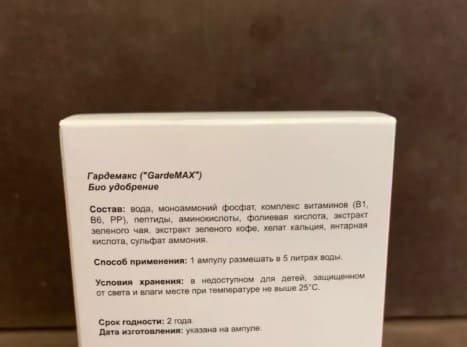 Гардемакс ("GardeMAX")
Био удобрение
Состав: вода, моноаммоний фосфат, комплекс витаминов (B1,
B6, PP), пептиды, аминокислоты, фолиевая кислота, экстракт
зеленого чая, экстракт зеленого кофе, хелат кальция, янтарная
кислота, сульфат аммония.
Способ применения: 1 ампулу размешать в 5 литрах воды.
Условия хранения: в недоступном для детей, защищенном
от света и влаги месте при температуре не выше 25°C.
Срок годности: 2 года.
Дата изготовления: указана на ампуле.